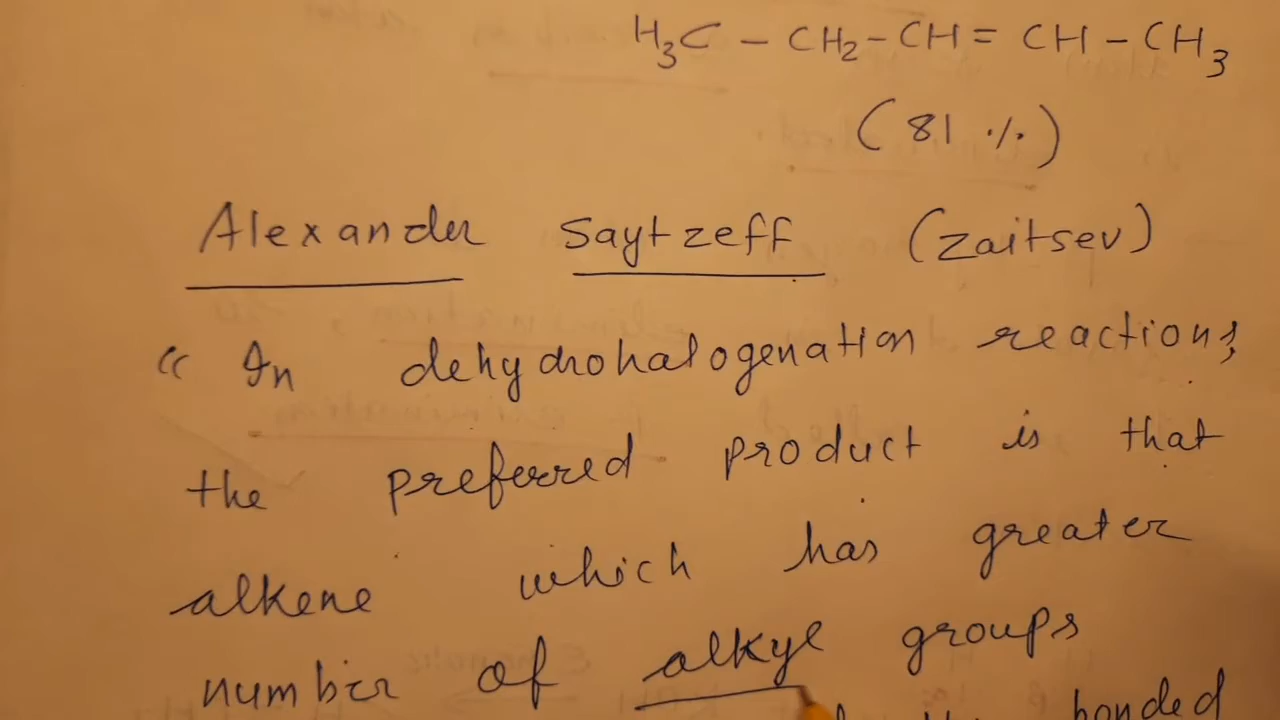 H₃C – CH₂ – CH = CH – CH₃
(81 %)
Alexander Saytzeff (Zaitsev)
“ In dehydrohalogenation reactions,
the preferred product is that
alkene which has greater
number of alkyl groups
bonded